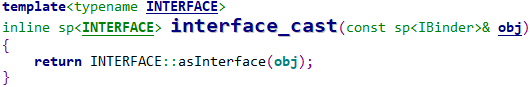 template<typename INTERFACE>
inline sp<INTERFACE> interface_cast(const sp<IBinder>& obj)
{
    return INTERFACE::asInterface(obj);
}